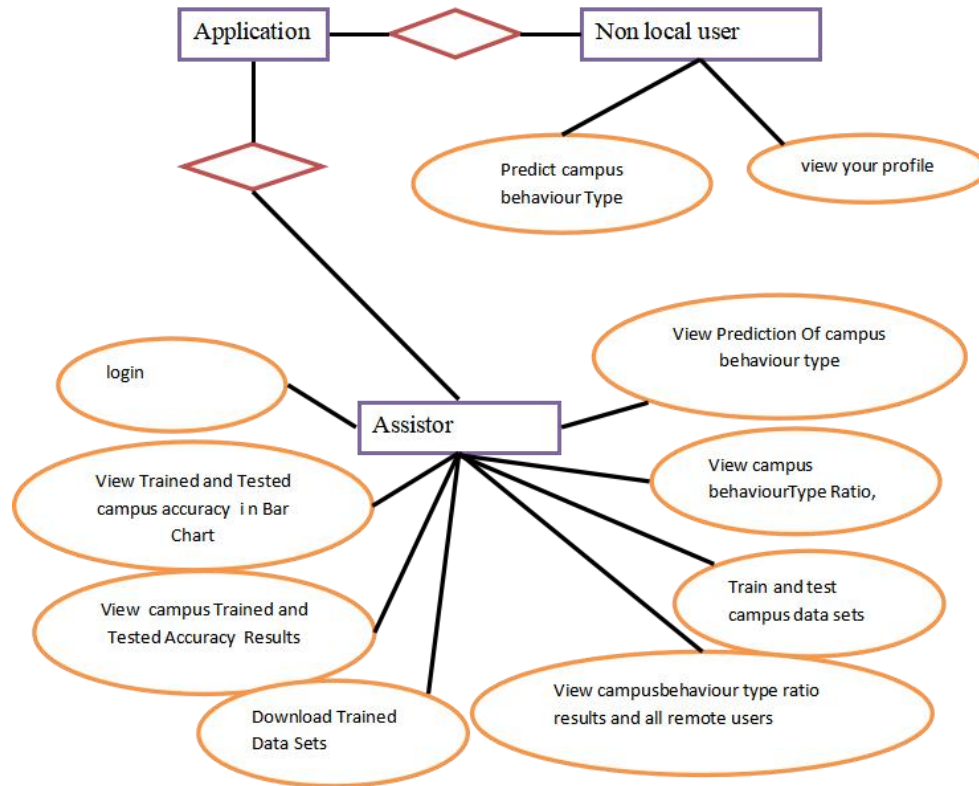 Application
Non local user
Predict campus
behaviour Type
view your profile
View Prediction Of campus
behaviour type
login
Assistor
View campus
behaviourType Ratio,
View Trained and Tested
campus accuracy i n Bar
Chart
Train and test
campus data sets
View campus Trained and
Tested Accuracy Results
View campusbehaviour type ratio
results and all remote users
Download Trained
Data Sets